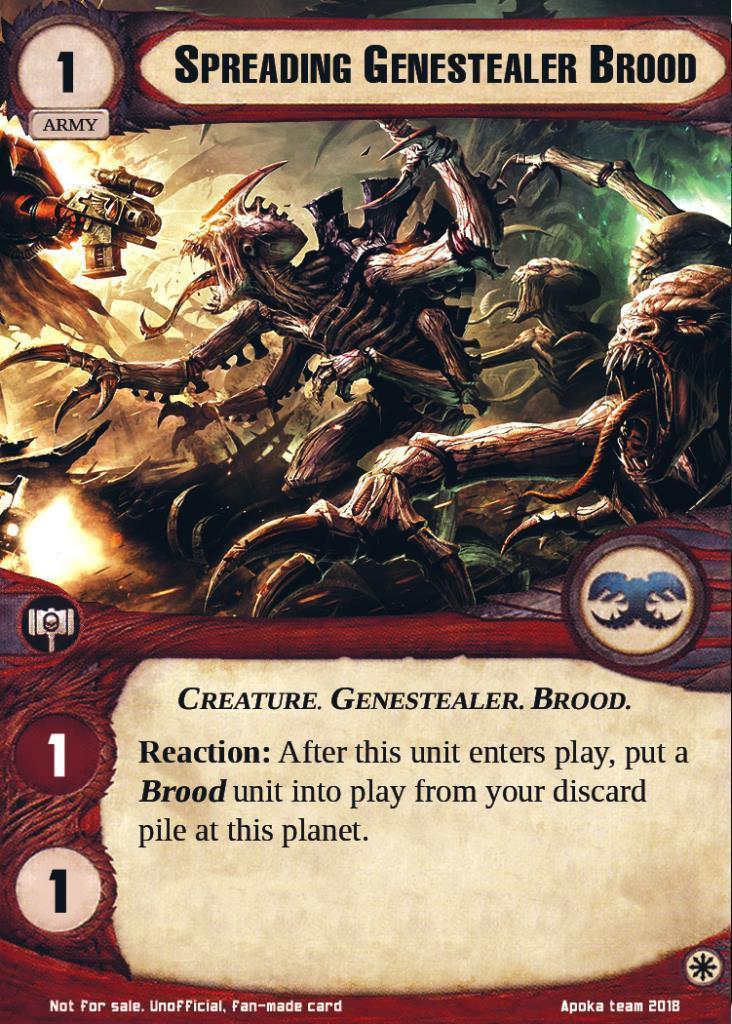 1
SPREADING GENESTEALER BROOD
ARMY
CREATURE. GENESTEALER. BROOD.
1
Reaction: After this unit enters play, put a
Brood unit into play from your discard
pile at this planet.
1
Not for sale. Unofficial, fan-made card
Apoka team 2018